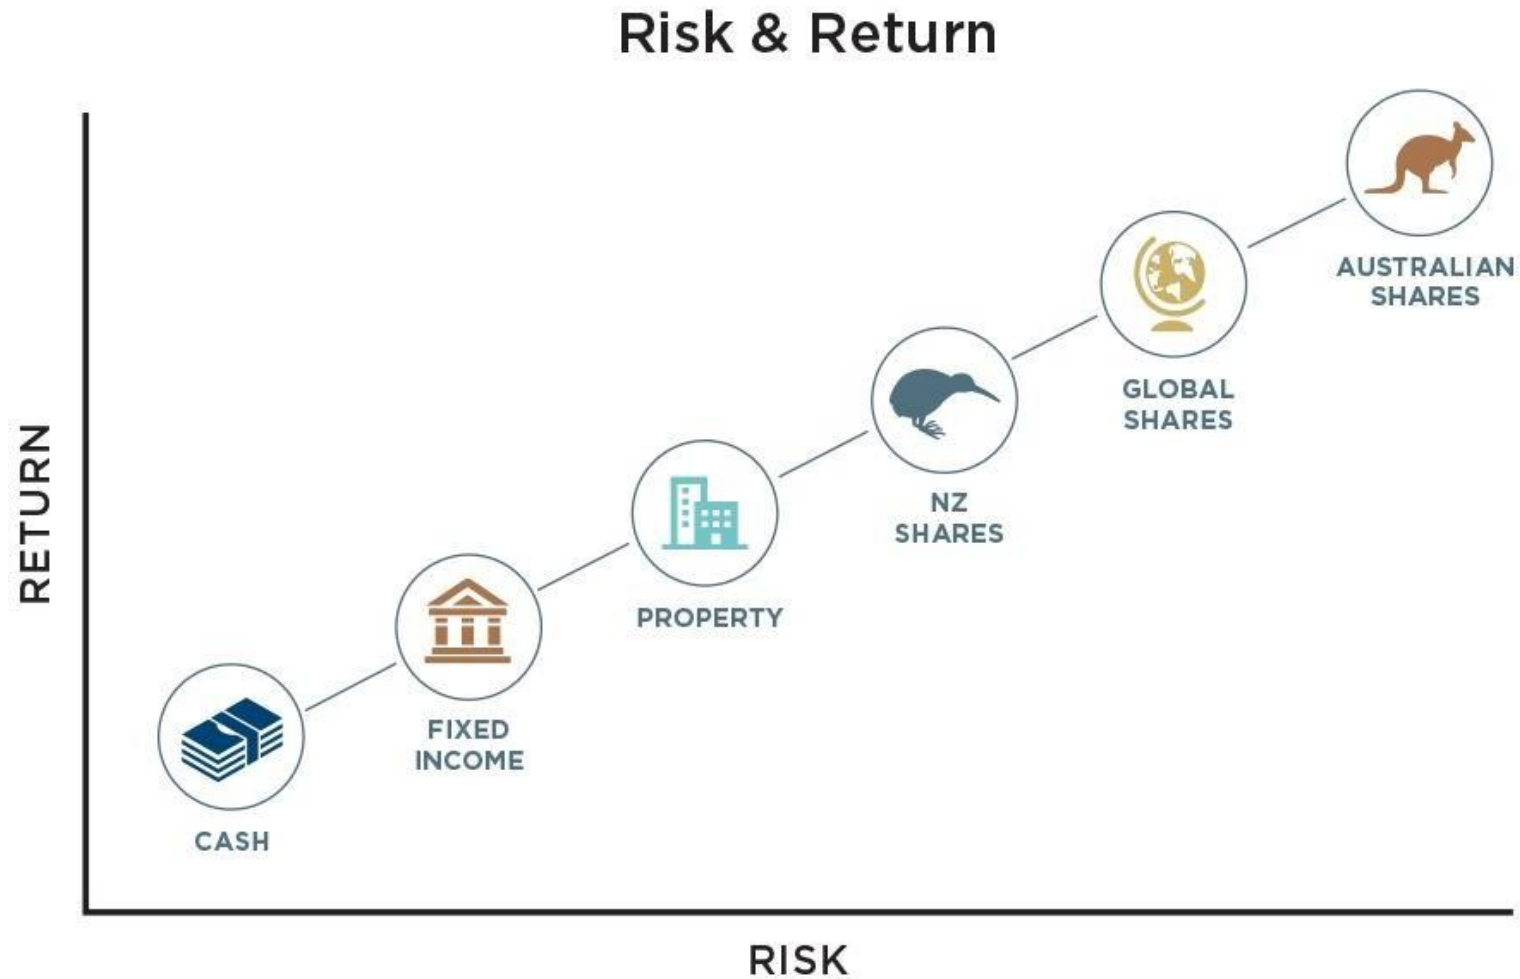 Risk & Return
RETURN
AUSTRALIAN
SHARES
GLOBAL
SHARES
NZ
SHARES
PROPERTY
FIXED
INCOME
CASH
RISK